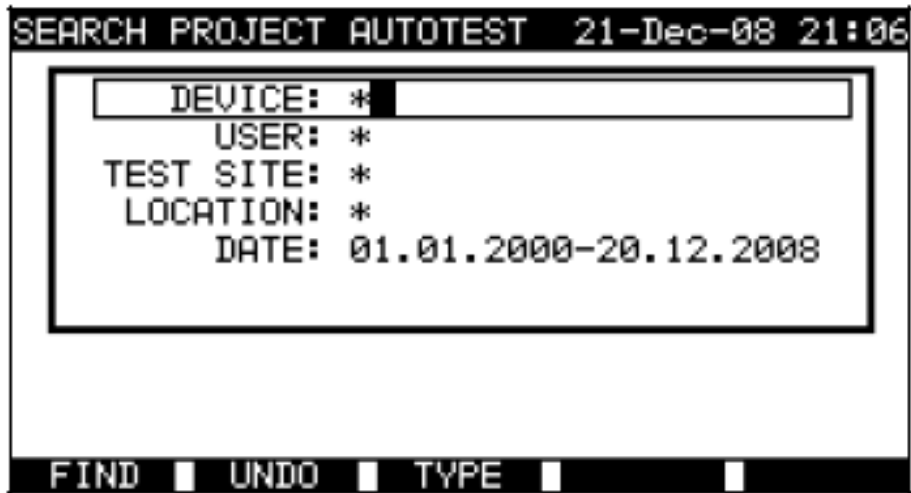 SEARCH PROJECT AUTOTEST 21-Dec-08 21:06
DEVICE: *
USER: *
TEST SITE: *
LOCATION: *
DATE: 01.01.2000-20.12.2008
FIND UNDO TYPE